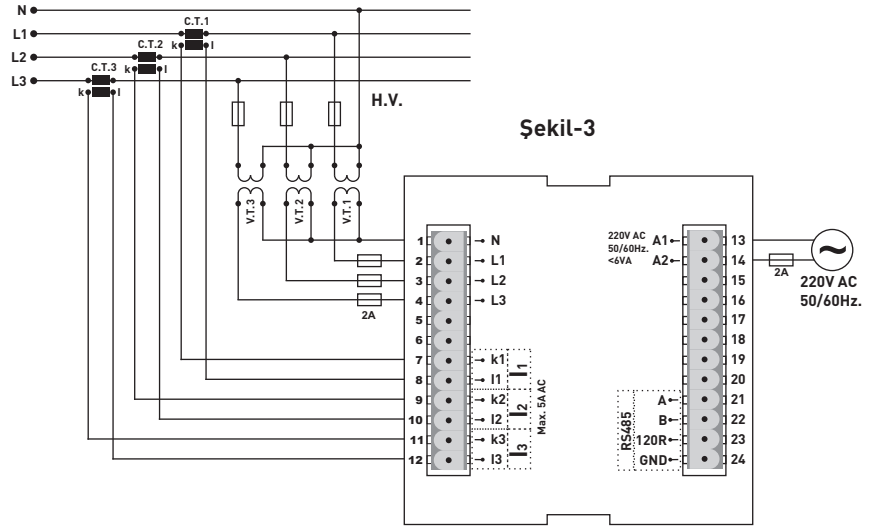 N
L1
L2
L3
C.T.1
k l
C.T.2
k l
C.T.3
k l
H.V.
Şekil-3
V.T.3
V.T.2
V.T.1
2A
1 N
2 L1
3 L2
4 L3
5
6
7 k1
8 l1
9 k2
10 l2
11 k3
12 l3
I1
I2
I3
Max. 5A AC
220V AC
50/60Hz.
<6VA
A1 13
A2 14
15
16
17
18
19
20
A 21
B 22
120R 23
GND 24
RS485
2A
~
220V AC
50/60Hz.